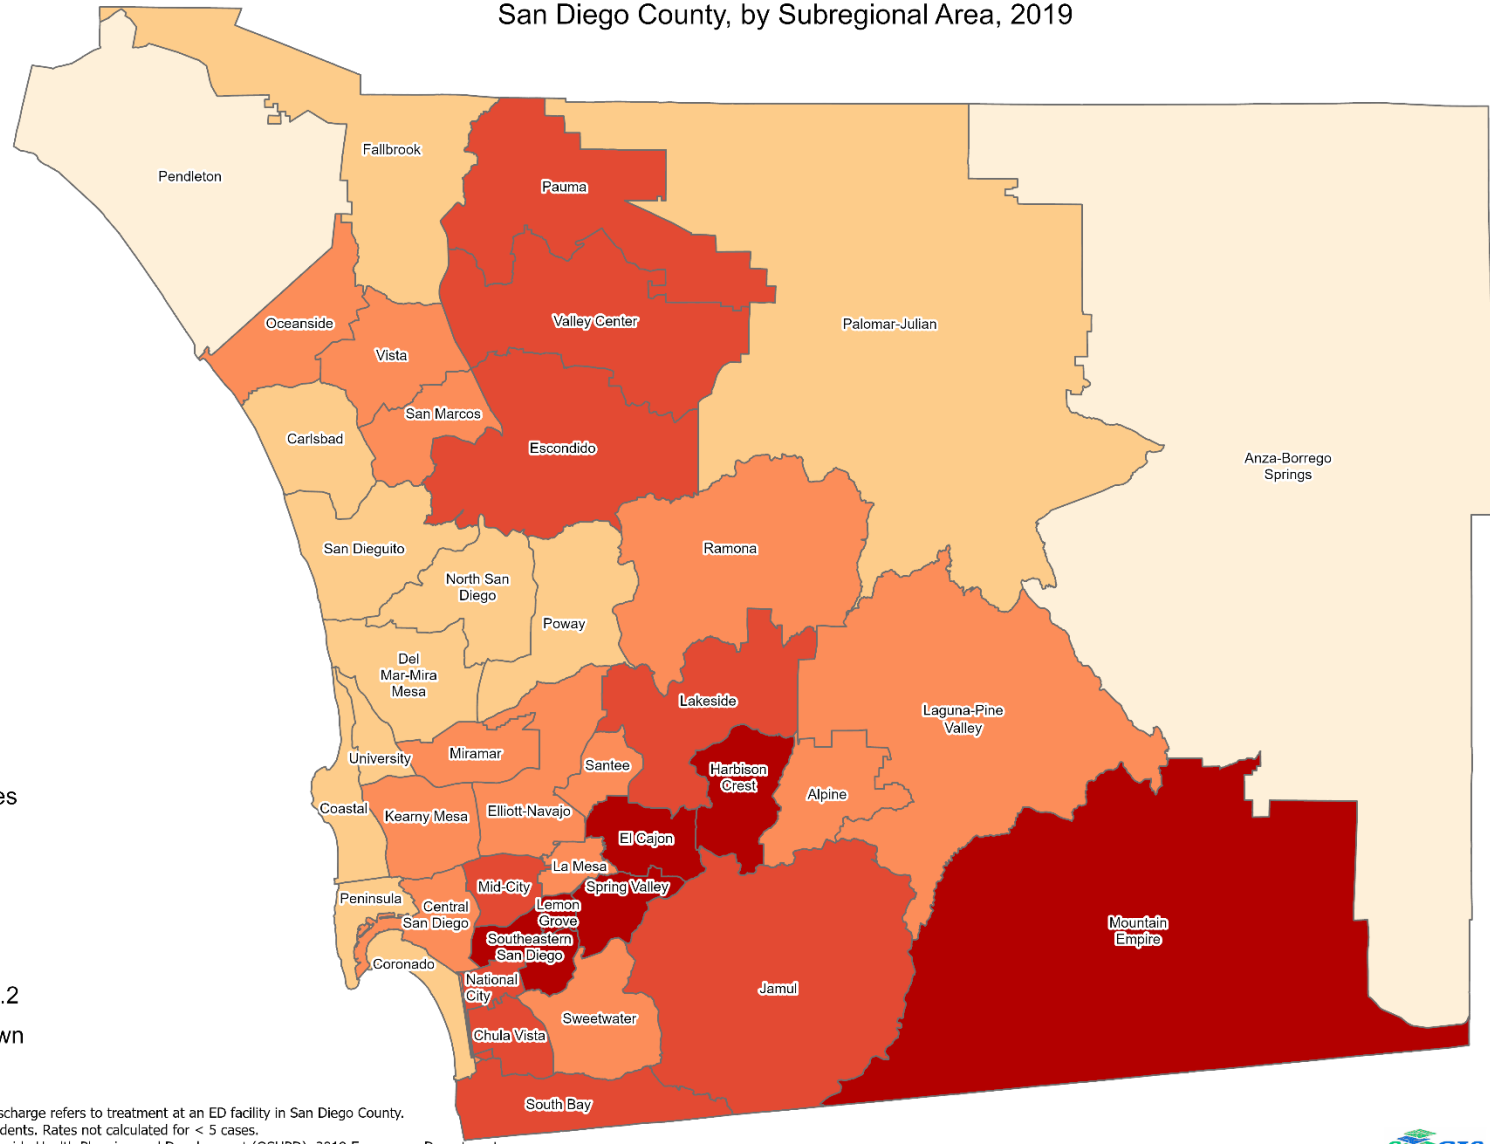 San Diego County, by Subregional Area, 2019
Fallbrook
Pendleton
Pauma
Oceanside
Valley Center
Palomar-Julian
Vista
San Marcos
Carlsbad
Escondido
Anza-Borrego
Springs
San Dieguito
Ramona
North San
Diego
Poway
Del
Mar-Mira
Mesa
Lakeside
Laguna-Pine
Valley
University
Miramar
Santee
Harbison
Crest
Alpine
es
Coastal
Kearny Mesa
Elliott-Navajo
El Cajon
La Mesa
Mid-City
Spring Valley
Peninsula
Central
San Diego
Lemon
Grove
Southeastern
San Diego
Mountain
Empire
Coronado
National
City
Jamul
.2
Sweetwater
wn
Chula Vista
South Bay
scharge refers to treatment at an ED facility in San Diego County.
dents. Rates not calculated for < 5 cases.